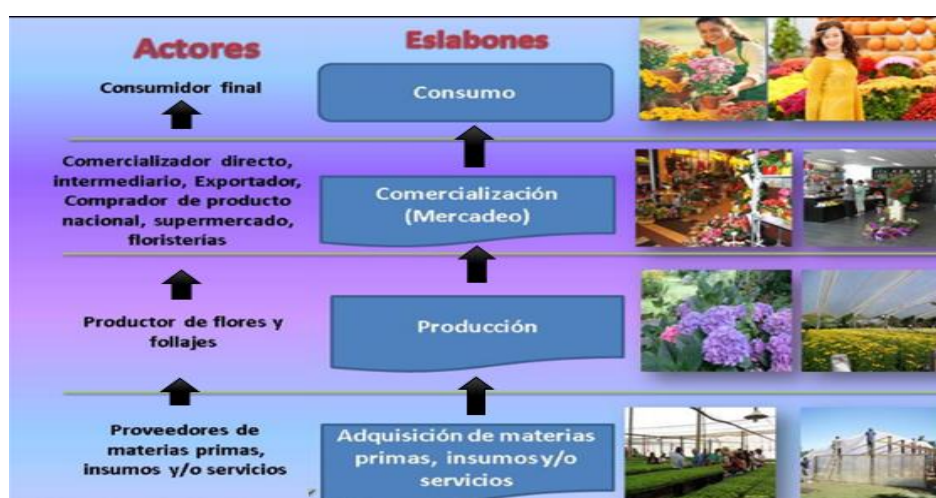 Actores
Eslabones
Consumidor final
Consumo
Comercializador directo,
intermediario, Exportador,
Comprador de producto
nacional, supermercado,
floristerías
Comercialización
(Mercadeo)
Productor de flores y
follajes
Producción
Proveedores de
materias primas,
insumos y/o servicios
Adquisición de materias
primas, insumos y/o
servicios